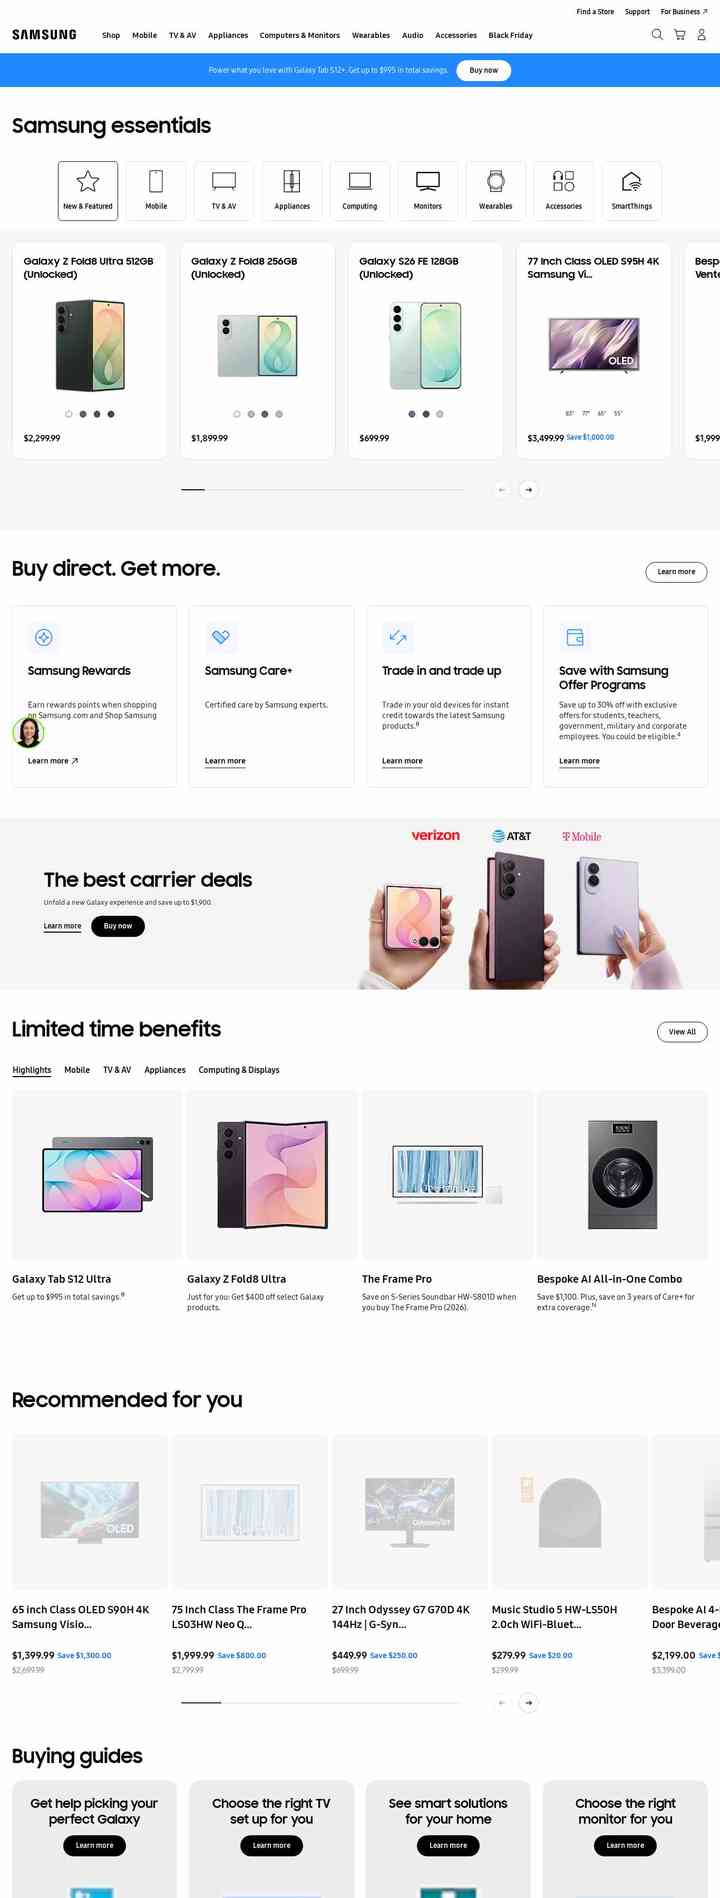 Find a Store Support For Business
SAMSUNG Shop Mobile TV & AV Appliances Computers & Monitors Wearables Audio Accessories Black Friday
Power what you love with Galaxy Tab S12+. Get up to $995 in total savings. Buy now
Samsung essentials
New & Featured Mobile TV & AV Appliances Computing Monitors Wearables Accessories SmartThings
Galaxy Z Fold8 Ultra 512GB
(Unlocked)
Galaxy Z Fold8 256GB
(Unlocked)
Galaxy S26 FE 128GB
(Unlocked)
77 Inch Class OLED S95H 4K
Samsung Vi...
Besp
Vente
OLED
83" 77" 65" 55"
$2,299.99
$1,899.99
$699.99
$3,499.99 Save $1,000.00
$1,999
Buy direct. Get more.
Learn more
Samsung Rewards
Earn rewards points when shopping
on Samsung.com and Shop Samsung
Learn more
Samsung Care+
Certified care by Samsung experts.
Learn more
Trade in and trade up
Trade in your old devices for instant
credit towards the latest Samsung
products.θ
Learn more
Save with Samsung
Offer Programs
Save up to 30% off with exclusive
offers for students, teachers,
government, military and corporate
employees. You could be eligible.⁴
Learn more
verizon AT&T T Mobile
The best carrier deals
Unfold a new Galaxy experience and save up to $1,900.
Learn more Buy now
Limited time benefits
View All
Highlights Mobile TV & AV Appliances Computing & Displays
Galaxy Tab S12 Ultra
Get up to $995 in total savings.
Galaxy Z Fold8 Ultra
Just for you: Get $400 off select Galaxy
products.
The Frame Pro
Save on S-Series Soundbar HW-S801D when
you buy The Frame Pro (2026).
Bespoke AI All-in-One Combo
Save $1,100. Plus, save on 3 years of Care+ for
extra coverage.
Recommended for you
OLED
Odyssey G7
65 Inch Class OLED S90H 4K
Samsung Visio...
$1,399.99 Save $1,300.00
$2,699.99
75 Inch Class The Frame Pro
LS03HW Neo Q...
$1,999.99 Save $800.00
$2,799.99
27 Inch Odyssey G7 G70D 4K
144Hz | G-Syn...
$449.99 Save $250.00
$699.99
Music Studio 5 HW-LS50H
2.0ch WiFi-Bluet...
$279.99 Save $20.00
$299.99
Bespoke AI 4-
Door Beverage
$2,199.00 Save $
$3,399.00
Buying guides
Get help picking your
perfect Galaxy
Learn more
Choose the right TV
set up for you
Learn more
See smart solutions
for your home
Learn more
Choose the right
monitor for you
Learn more